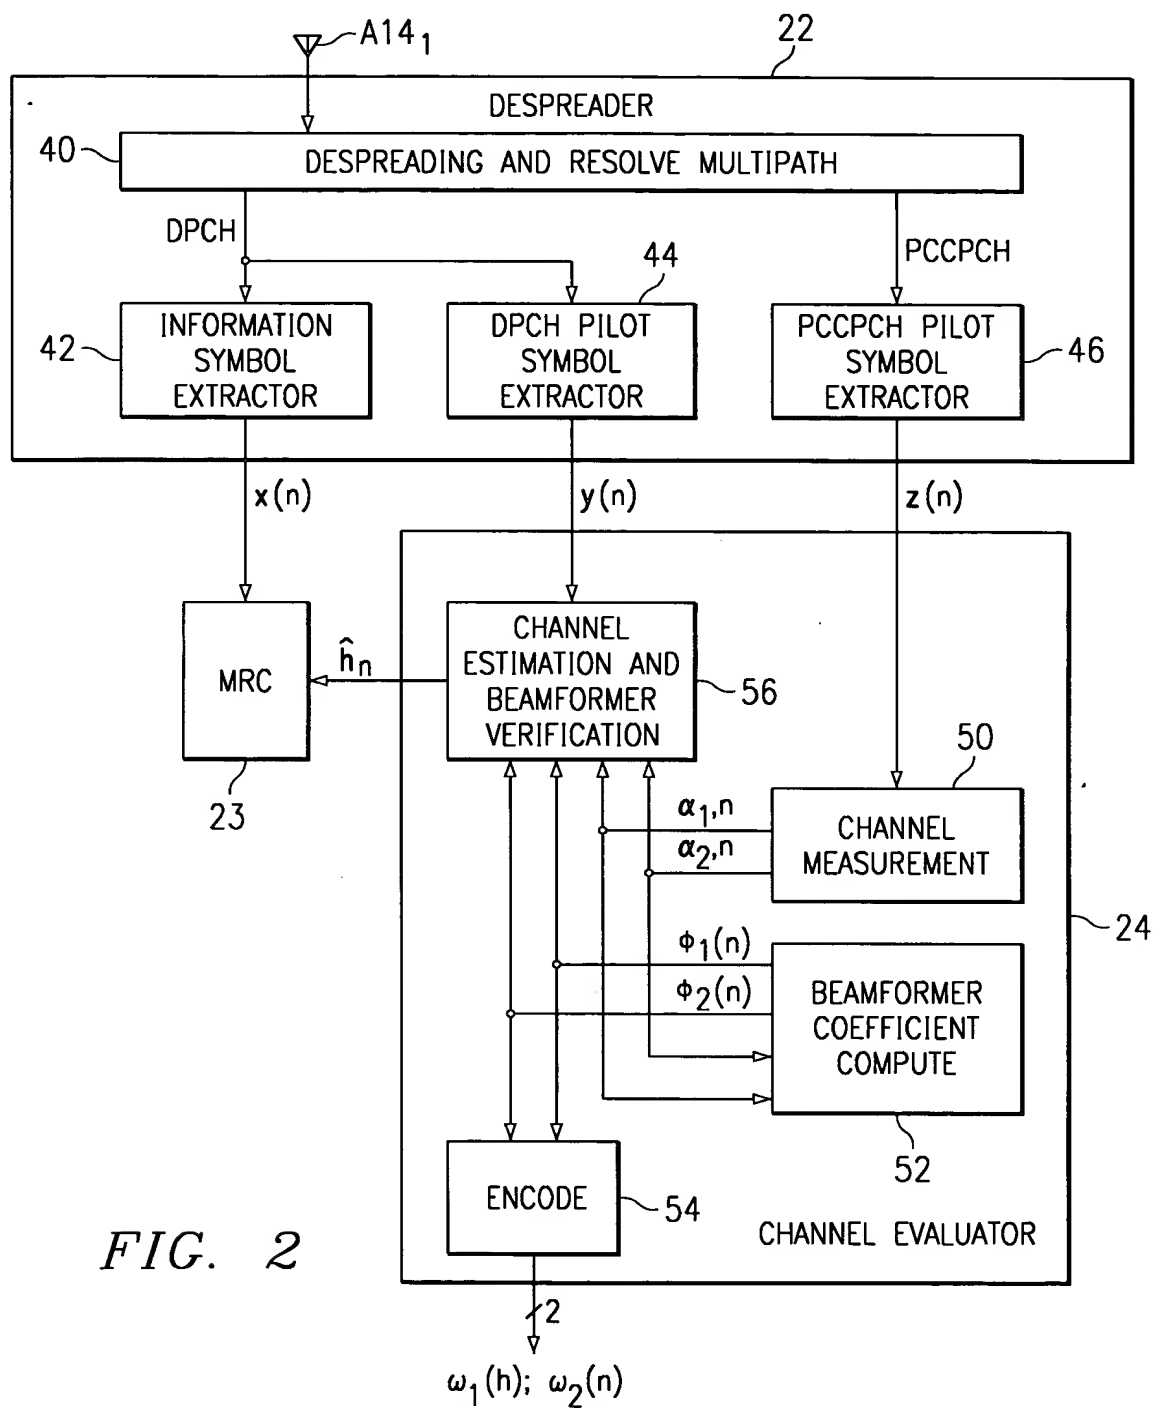 A14₁
22
DESPREADER
40
DESPREADING AND RESOLVE MULTIPATH
DPCH
44
PCCPCH
42
INFORMATION
SYMBOL
EXTRACTOR
DPCH PILOT
SYMBOL
EXTRACTOR
PCCPCH PILOT
SYMBOL
EXTRACTOR
46
x(n)
y(n)
z(n)
MRC
23
ĥₙ
CHANNEL
ESTIMATION AND
BEAMFORMER
VERIFICATION
56
50
α₁,n
α₂,n
CHANNEL
MEASUREMENT
24
ϕ₁(n)
ϕ₂(n)
BEAMFORMER
COEFFICIENT
COMPUTE
52
ENCODE
54
CHANNEL EVALUATOR
FIG. 2
2
ω₁(h); ω₂(n)